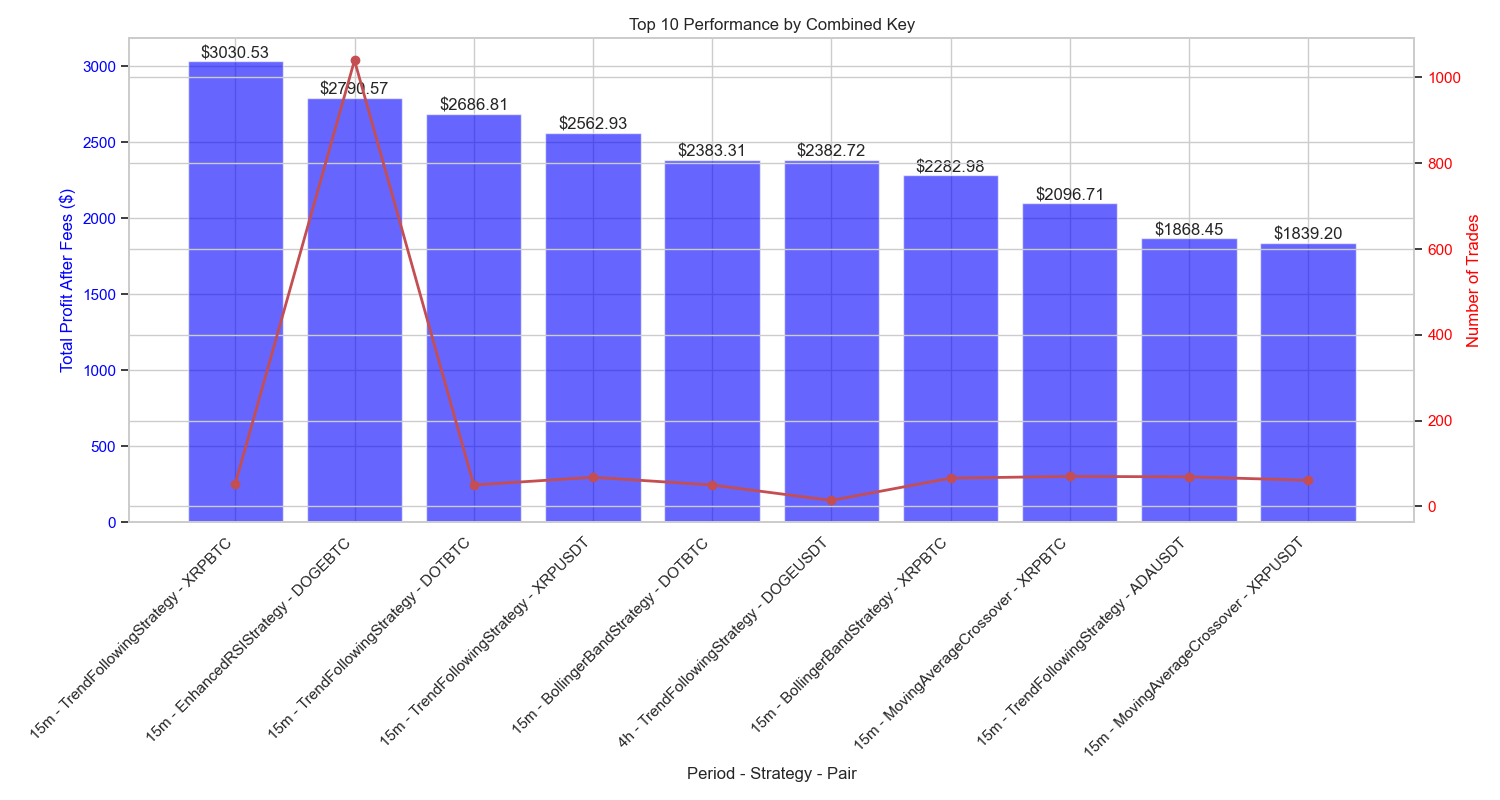 Top 10 Performance by Combined Key
$3030.53
$2790.57
$2686.81
$2562.93
$2383.31
$2382.72
$2282.98
$2096.71
$1868.45
$1839.20
Total Profit After Fees ($)
3000
2500
2000
1500
1000
500
0
Number of Trades
1000
800
600
400
200
0
15m - TrendFollowingStrategy - XRPBTC
15m - EnhancedRSIStrategy - DOGEBTC
15m - TrendFollowingStrategy - DOTBTC
15m - TrendFollowingStrategy - XRPUSDT
15m - BollingerBandStrategy - DOTBTC
4h - TrendFollowingStrategy - DOGEUSDT
15m - BollingerBandStrategy - XRPBTC
15m - MovingAverageCrossover - XRPBTC
15m - TrendFollowingStrategy - ADAUSDT
15m - MovingAverageCrossover - XRPUSDT
Period - Strategy - Pair